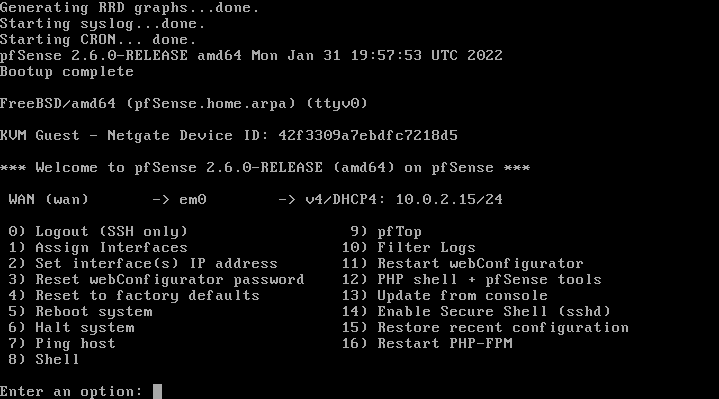 Generating RRD graphs...done.
Starting syslog...done.
Starting CRON... done.
pfSense 2.6.0-RELEASE amd64 Mon Jan 31 19:57:53 UTC 2022
Bootup complete
FreeBSD/amd64 (pfSense.home.arpa) (ttyv0)
KVM Guest - Netgate Device ID: 42f3309a7ebdfc7218d5
*** Welcome to pfSense 2.6.0-RELEASE (amd64) on pfSense ***
WAN (wan)       -> em0        -> v4/DHCP4: 10.0.2.15/24
0) Logout (SSH only)                  9) pfTop
1) Assign Interfaces                 10) Filter Logs
2) Set interface(s) IP address       11) Restart webConfigurator
3) Reset webConfigurator password    12) PHP shell + pfSense tools
4) Reset to factory defaults         13) Update from console
5) Reboot system                     14) Enable Secure Shell (sshd)
6) Halt system                       15) Restore recent configuration
7) Ping host                         16) Restart PHP-FPM
8) Shell
Enter an option: